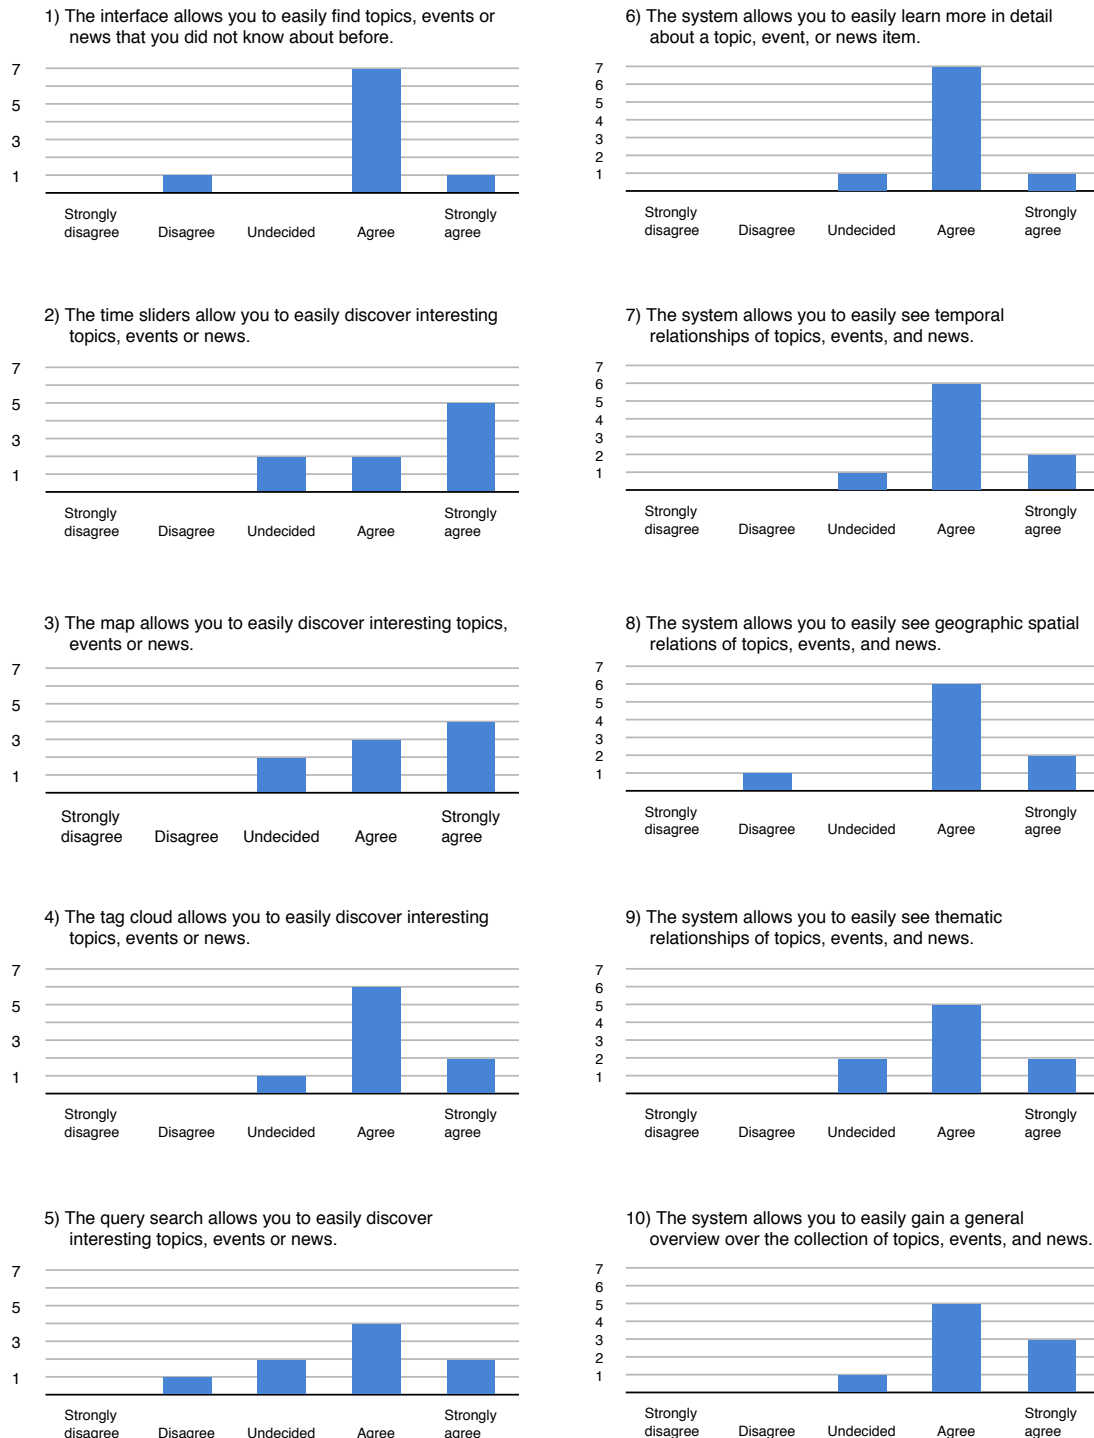 1) The interface allows you to easily find topics, events or
news that you did not know about before.
7
5
3
1
Strongly
disagree Disagree Undecided Agree Strongly
agree
2) The time sliders allow you to easily discover interesting
topics, events or news.
7
5
3
1
Strongly
disagree Disagree Undecided Agree Strongly
agree
3) The map allows you to easily discover interesting topics,
events or news.
7
5
3
1
Strongly
disagree Disagree Undecided Agree Strongly
agree
4) The tag cloud allows you to easily discover interesting
topics, events or news.
7
5
3
1
Strongly
disagree Disagree Undecided Agree Strongly
agree
5) The query search allows you to easily discover
interesting topics, events or news.
7
5
3
1
Strongly
disagree Disagree Undecided Agree Strongly
agree
6) The system allows you to easily learn more in detail
about a topic, event, or news item.
7
6
5
4
3
2
1
Strongly
disagree Disagree Undecided Agree Strongly
agree
7) The system allows you to easily see temporal
relationships of topics, events, and news.
7
6
5
4
3
2
1
Strongly
disagree Disagree Undecided Agree Strongly
agree
8) The system allows you to easily see geographic spatial
relations of topics, events, and news.
7
6
5
4
3
2
1
Strongly
disagree Disagree Undecided Agree Strongly
agree
9) The system allows you to easily see thematic
relationships of topics, events, and news.
7
6
5
4
3
2
1
Strongly
disagree Disagree Undecided Agree Strongly
agree
10) The system allows you to easily gain a general
overview over the collection of topics, events, and news.
7
6
5
4
3
2
1
Strongly
disagree Disagree Undecided Agree Strongly
agree